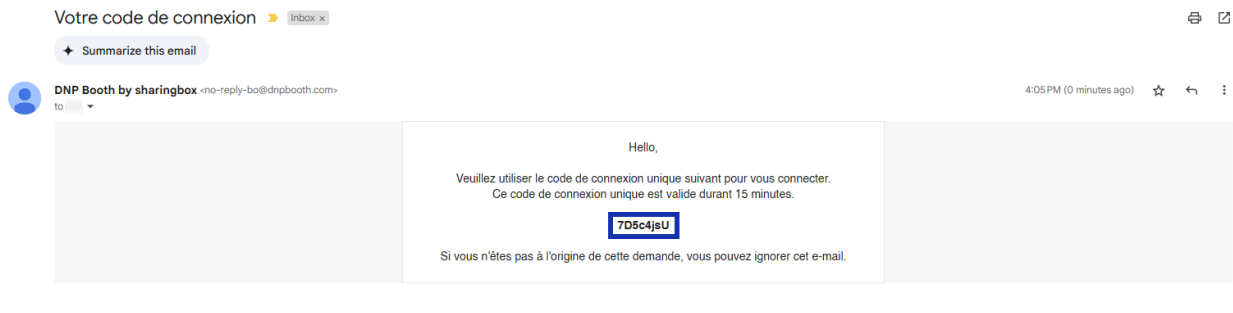 Votre code de connexion
Inbox x
Summarize this email
DNP Booth by sharingbox <no-reply-bo@dnpbooth.com>
4:05 PM (0 minutes ago)
to
Hello,
Veuillez utiliser le code de connexion unique suivant pour vous connecter.
Ce code de connexion unique est valide durant 15 minutes.
7D5c4jsU
Si vous n'êtes pas à l'origine de cette demande, vous pouvez ignorer cet e-mail.